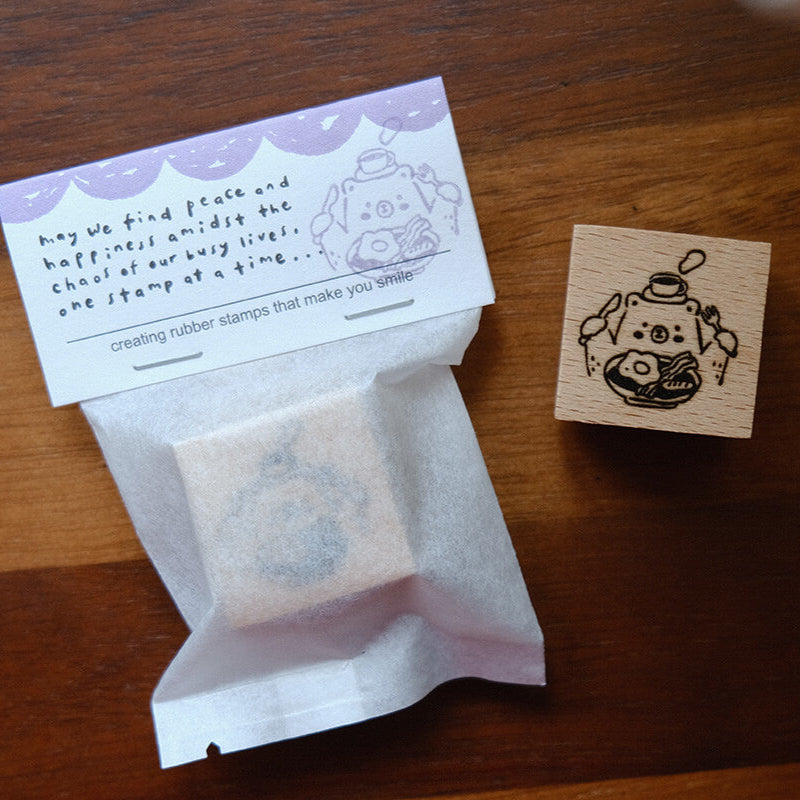 may we find peace and
happiness amidst the
chaos of our busy lives,
one stamp at a time...
creating rubber stamps that make you smile